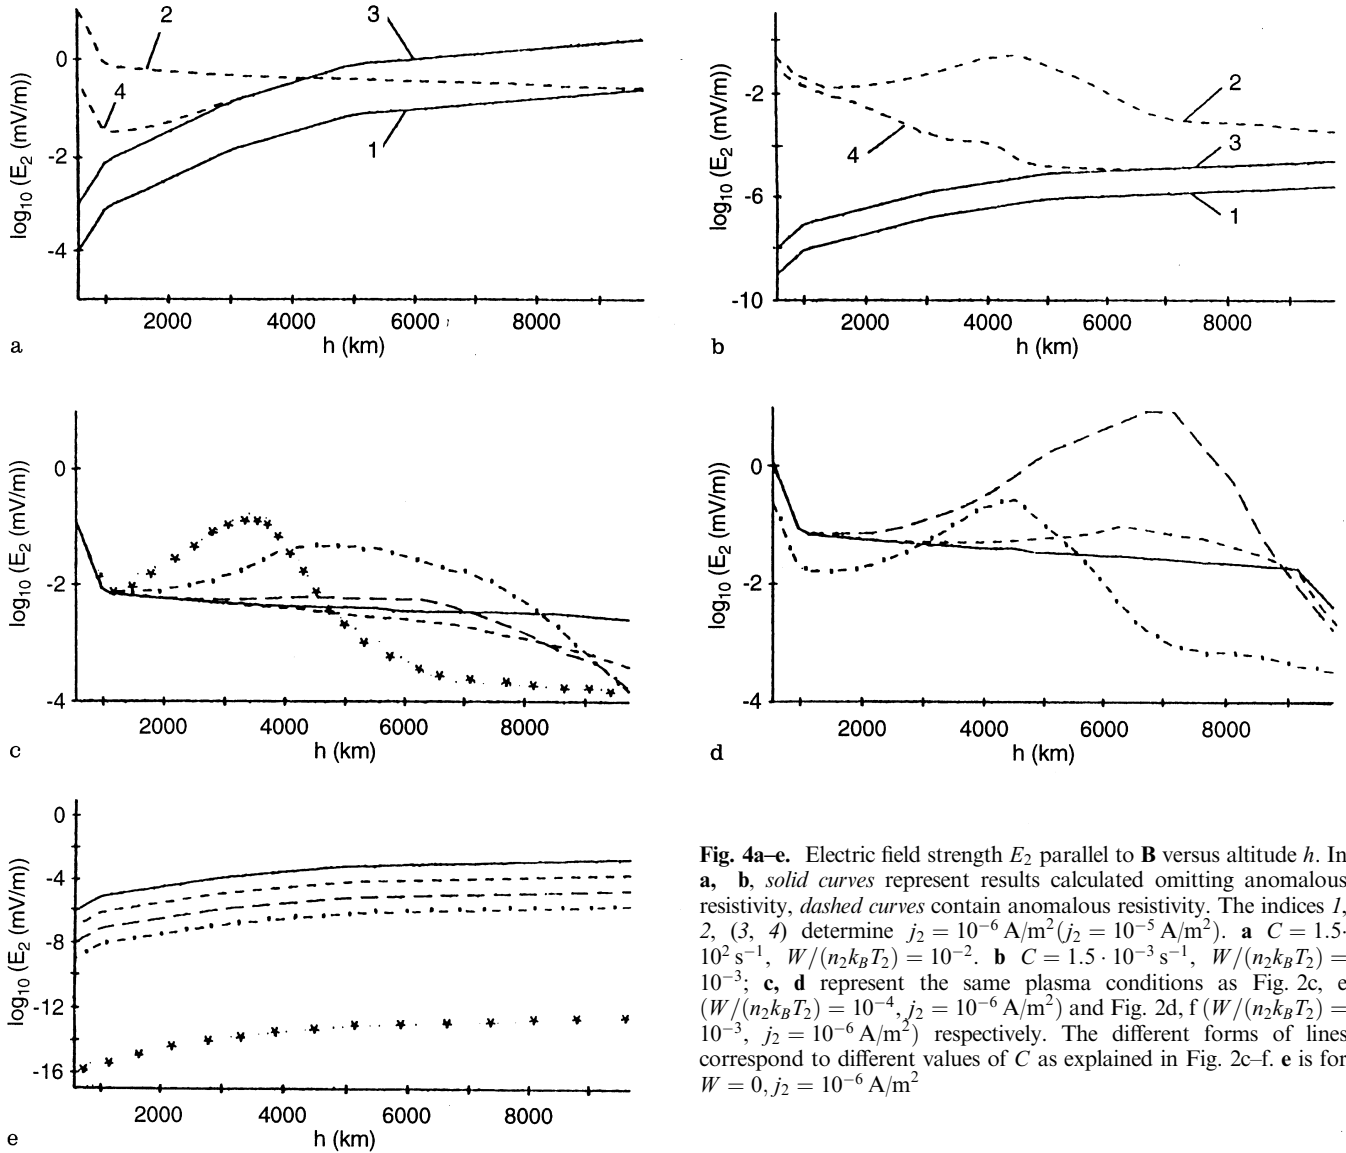 2
3
0
4
-2
1
-4
log₁₀ (E₂ (mV/m))
2000 4000 6000 8000
h (km)
a
-2
2
4
3
-6
1
-10
log₁₀ (E₂ (mV/m))
2000 4000 6000 8000
h (km)
b
0
-2
-4
log₁₀ (E₂ (mV/m))
2000 4000 6000 8000
h (km)
c
0
-2
-4
log₁₀ (E₂ (mV/m))
2000 4000 6000 8000
h (km)
d
0
-4
-8
-12
-16
log₁₀ (E₂ (mV/m))
2000 4000 6000 8000
h (km)
e
Fig. 4a–e. Electric field strength E₂ parallel to B versus altitude h. In
a, b, solid curves represent results calculated omitting anomalous
resistivity, dashed curves contain anomalous resistivity. The indices 1,
2, (3, 4) determine j₂ = 10⁻⁶ A/m² (j₂ = 10⁻⁵ A/m²). a C = 1.5·
10² s⁻¹, W/(n₂k_BT₂) = 10⁻². b C = 1.5 · 10⁻³ s⁻¹, W/(n₂k_BT₂) =
10⁻³; c, d represent the same plasma conditions as Fig. 2c, e
(W/(n₂k_BT₂) = 10⁻⁴, j₂ = 10⁻⁶ A/m²) and Fig. 2d, f (W/(n₂k_BT₂) =
10⁻³, j₂ = 10⁻⁶ A/m²) respectively. The different forms of lines
correspond to different values of C as explained in Fig. 2c–f. e is for
W = 0, j₂ = 10⁻⁶ A/m²